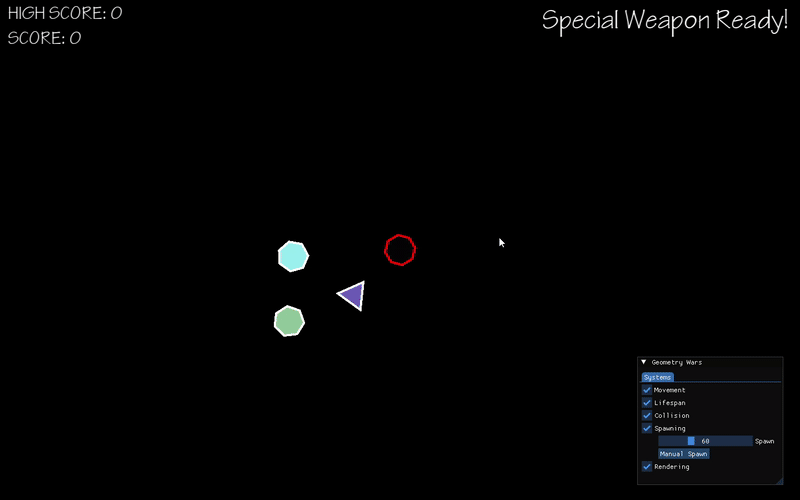 HIGH SCORE: 0
SCORE: 0
Special Weapon Ready!
Geometry Wars
Systems
Movement
Lifespan
Collision
Spawning
60 Spawn
Manual Spawn
Rendering